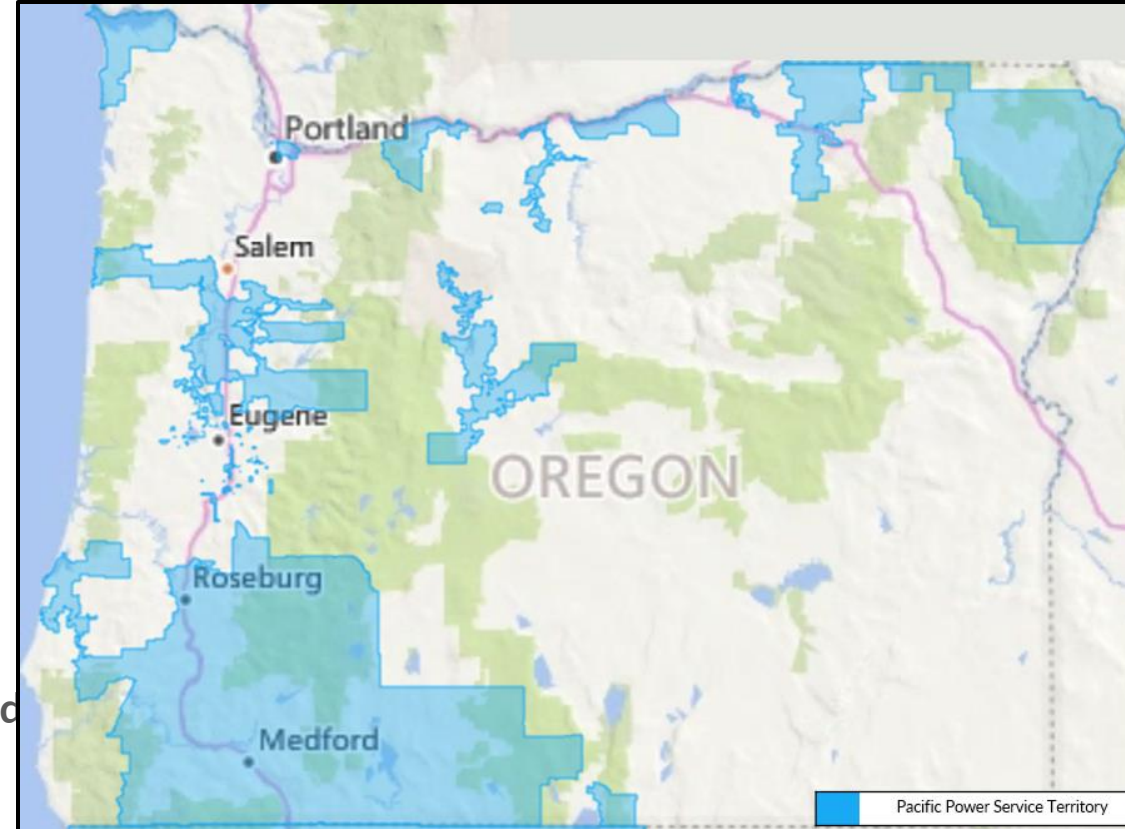 Portland
Salem
Eugene
OREGON
Roseburg
d
Medford
Pacific Power Service Territory